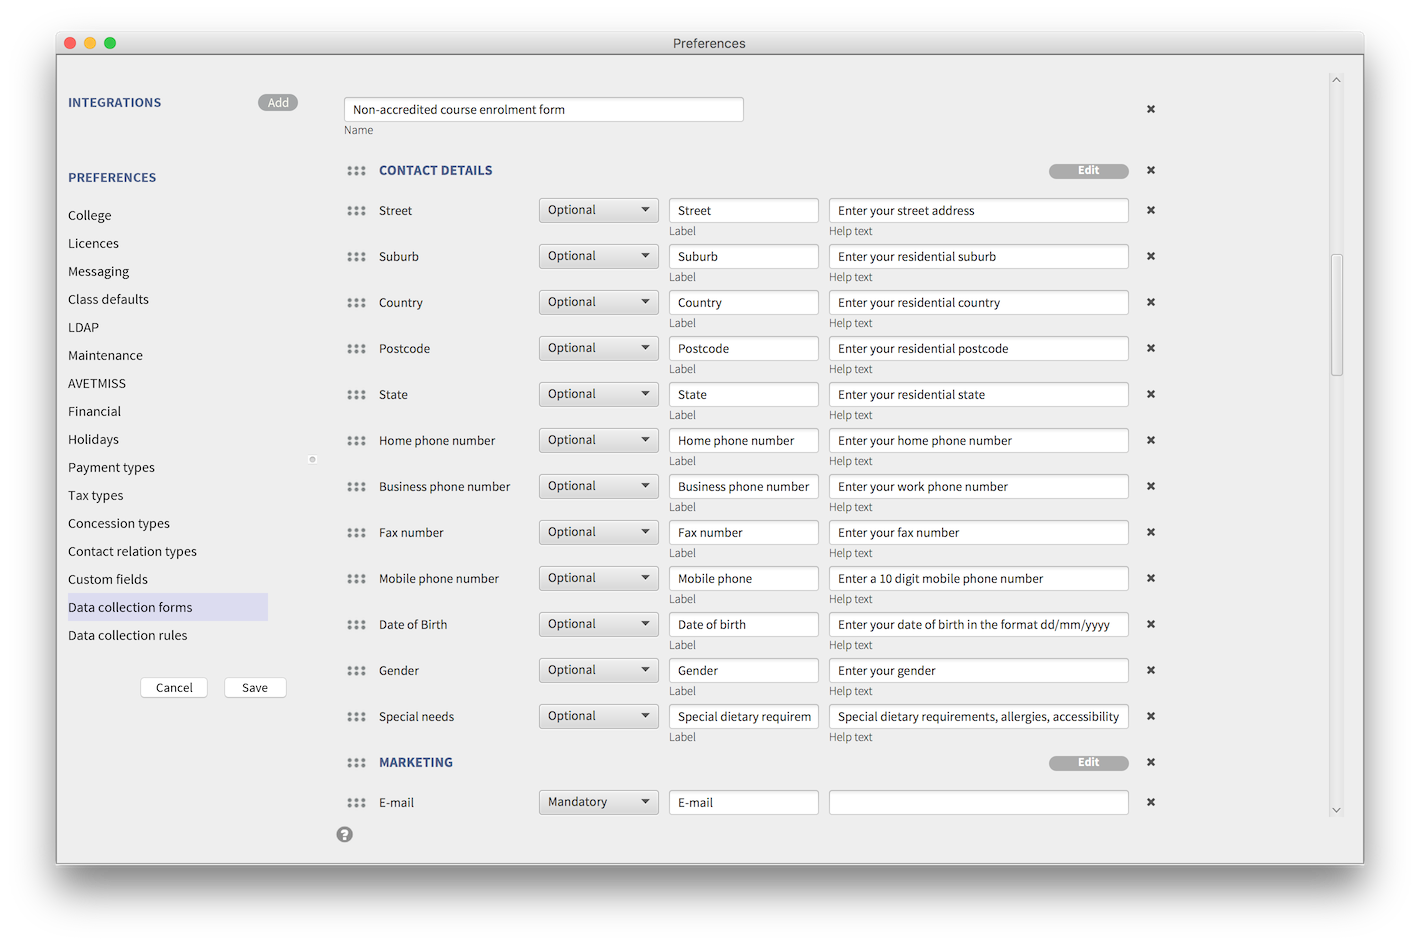 Preferences
INTEGRATIONS
Add
PREFERENCES
College
Licences
Messaging
Class defaults
LDAP
Maintenance
AVETMISS
Financial
Holidays
Payment types
Tax types
Concession types
Contact relation types
Custom fields
Data collection forms
Data collection rules
Cancel Save
Non-accredited course enrolment form
Name
CONTACT DETAILS Edit
Street Optional Street Enter your street address
Label Help text
Suburb Optional Suburb Enter your residential suburb
Label Help text
Country Optional Country Enter your residential country
Label Help text
Postcode Optional Postcode Enter your residential postcode
Label Help text
State Optional State Enter your residential state
Label Help text
Home phone number Optional Home phone number Enter your home phone number
Label Help text
Business phone number Optional Business phone number Enter your work phone number
Label Help text
Fax number Optional Fax number Enter your fax number
Label Help text
Mobile phone number Optional Mobile phone Enter a 10 digit mobile phone number
Label Help text
Date of Birth Optional Date of birth Enter your date of birth in the format dd/mm/yyyy
Label Help text
Gender Optional Gender Enter your gender
Label Help text
Special needs Optional Special dietary requirem Special dietary requirements, allergies, accessibility
Label Help text
MARKETING Edit
E-mail Mandatory E-mail
?